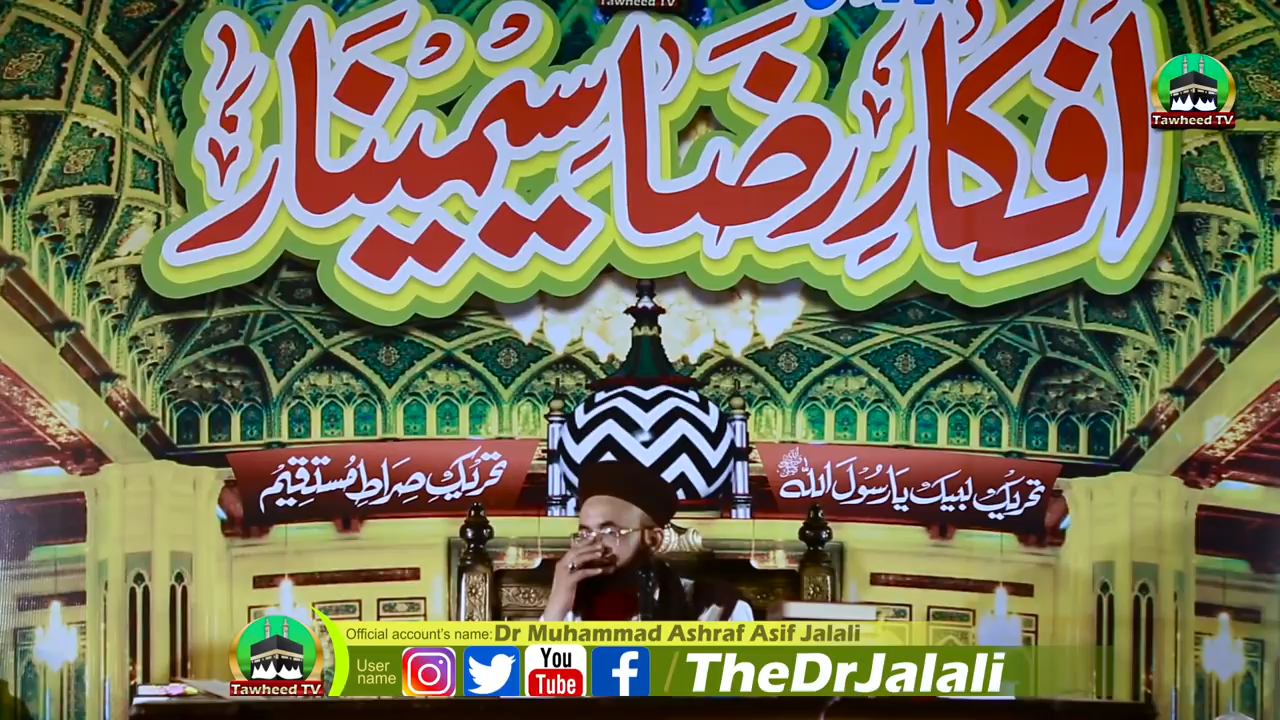 Tawheed TV
افکارِ رضا سیمینار
Tawheed TV
تحریک صراطِ مستقیم
تحریک لبیک یا رسول اللہ ﷺ
Official account's name: Dr Muhammad Ashraf Asif Jalali
User name
You Tube
f
/TheDrJalali
Tawheed TV